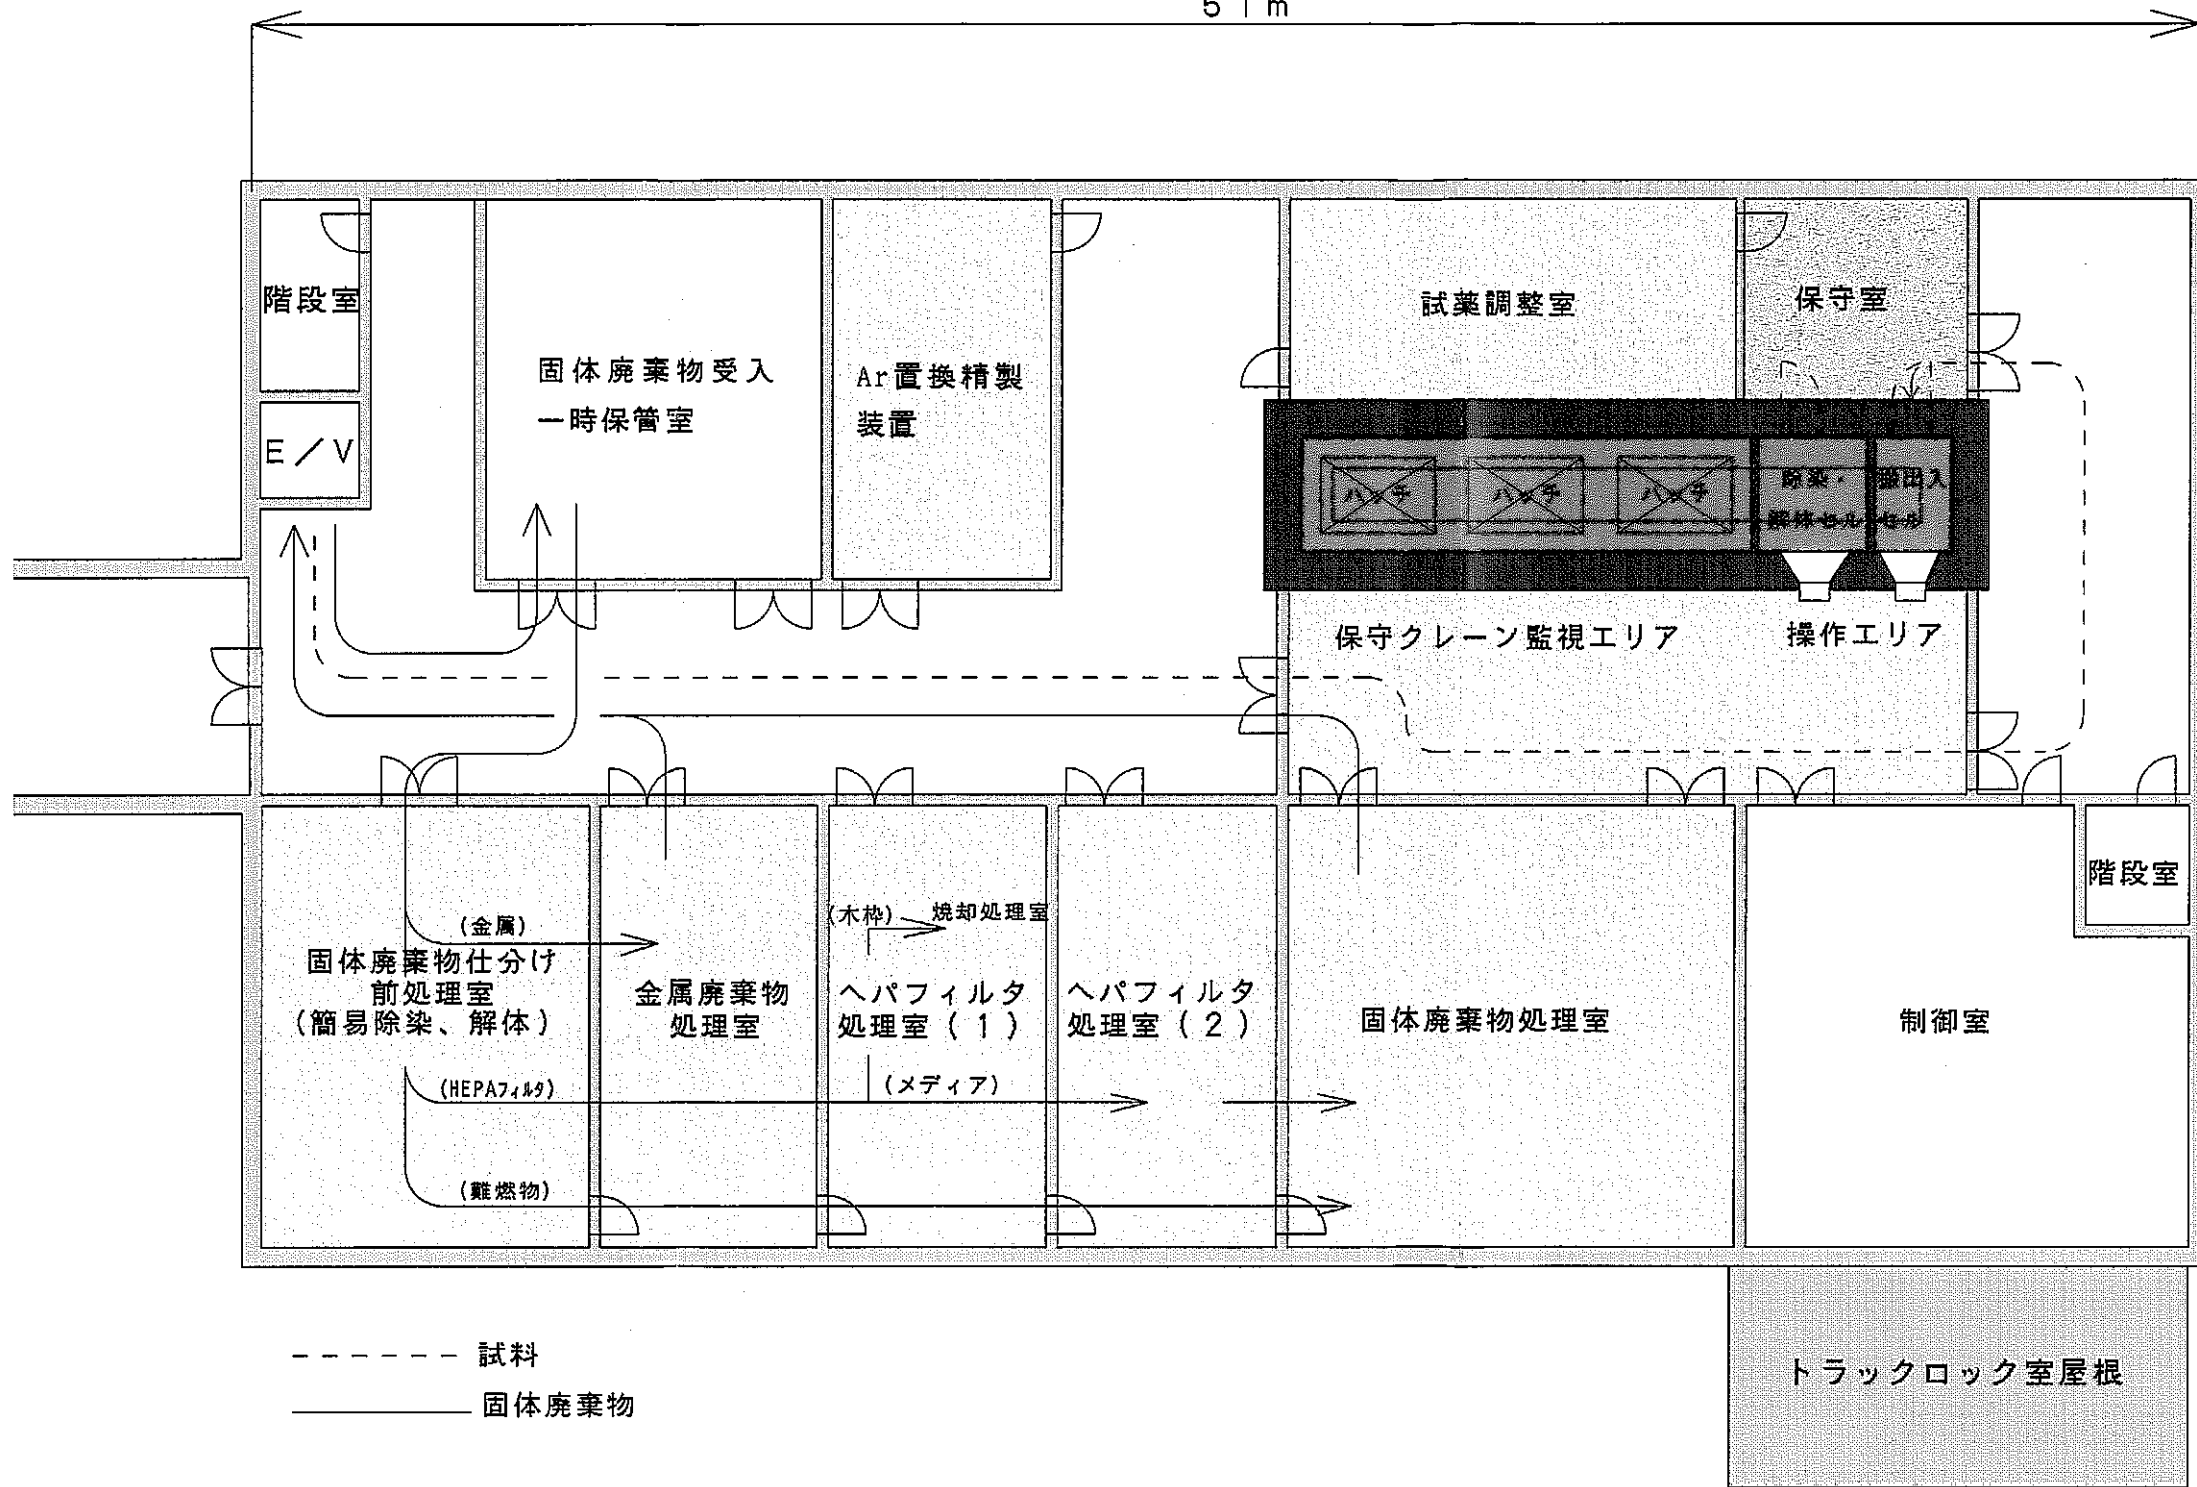 51m
階段室
固体廃棄物受入
一時保管室
Ar置換精製
装置
試薬調整室
保守室
E/V
ハッチ
ハッチ
ハッチ
除染・
解体セル
搬出入
セル
保守クレーン監視エリア
操作エリア
階段室
(木枠)
焼却処理室
(金属)
固体廃棄物仕分け
前処理室
(簡易除染、解体)
金属廃棄物
処理室
ヘパフィルタ
処理室(1)
ヘパフィルタ
処理室(2)
固体廃棄物処理室
制御室
(HEPAフィルタ)
(メディア)
(難燃物)
試料
固体廃棄物
トラックロック室屋根